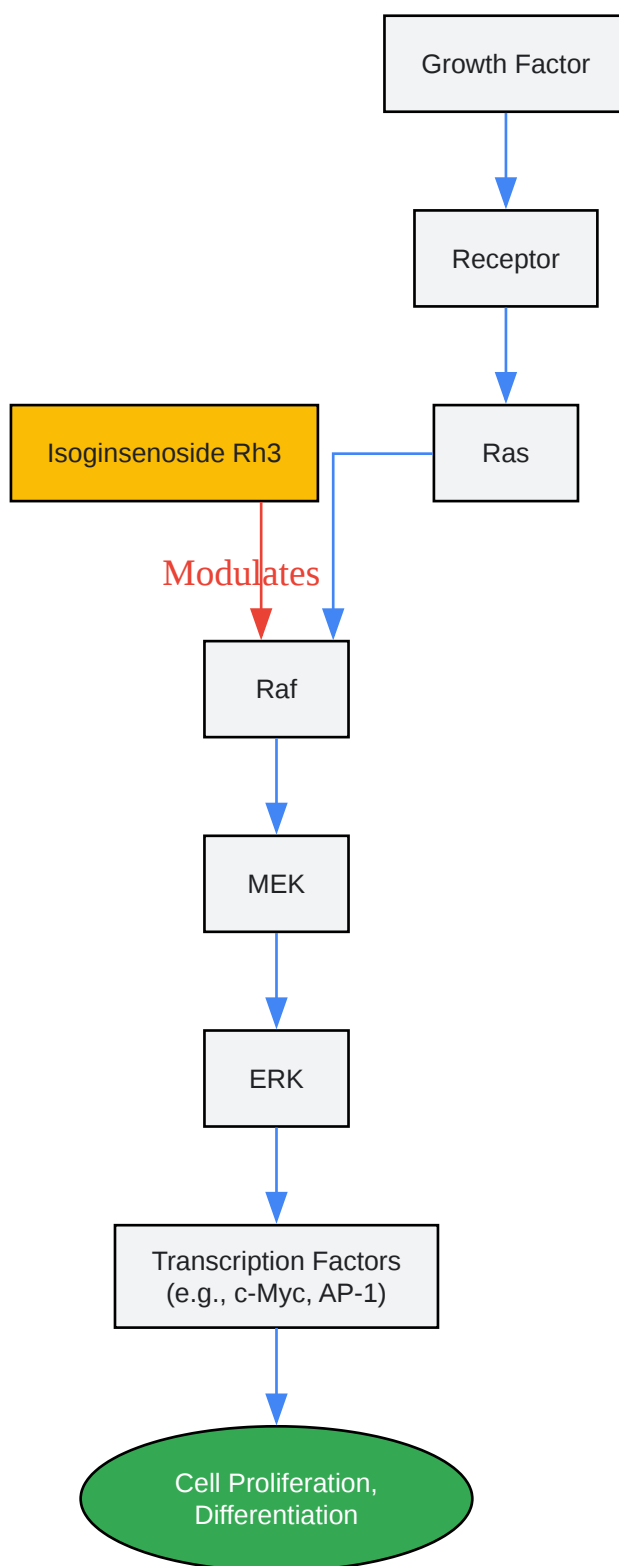 Growth Factor
Receptor
Isoginsenoside Rh3
Ras
Modulates
Raf
MEK
ERK
Transcription Factors
(e.g., c-Myc, AP-1)
Cell Proliferation,
Differentiation